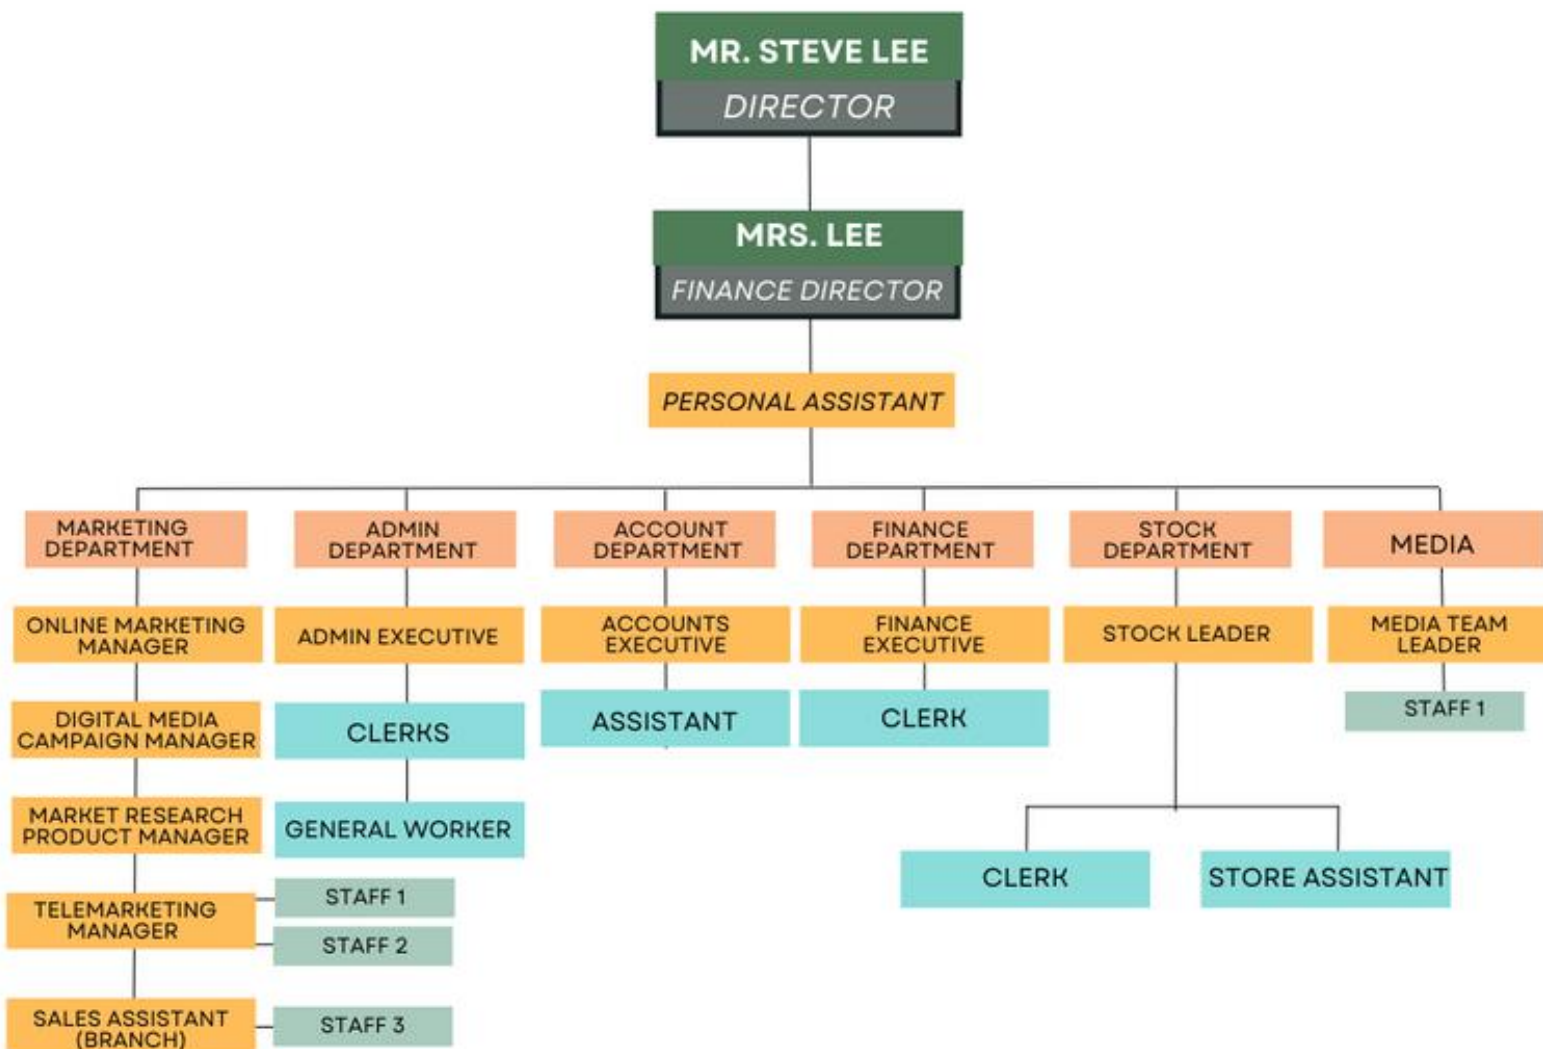 MR. STEVE LEE
DIRECTOR
MRS. LEE
FINANCE DIRECTOR
PERSONAL ASSISTANT
MARKETING
DEPARTMENT
ADMIN
DEPARTMENT
ACCOUNT
DEPARTMENT
FINANCE
DEPARTMENT
STOCK
DEPARTMENT
MEDIA
ONLINE MARKETING
MANAGER
ADMIN EXECUTIVE
ACCOUNTS
EXECUTIVE
FINANCE
EXECUTIVE
STOCK LEADER
MEDIA TEAM
LEADER
DIGITAL MEDIA
CAMPAIGN MANAGER
CLERKS
ASSISTANT
CLERK
STAFF 1
MARKET RESEARCH
PRODUCT MANAGER
GENERAL WORKER
CLERK
STORE ASSISTANT
TELEMARKETING
MANAGER
STAFF 1
STAFF 2
SALES ASSISTANT
(BRANCH)
STAFF 3